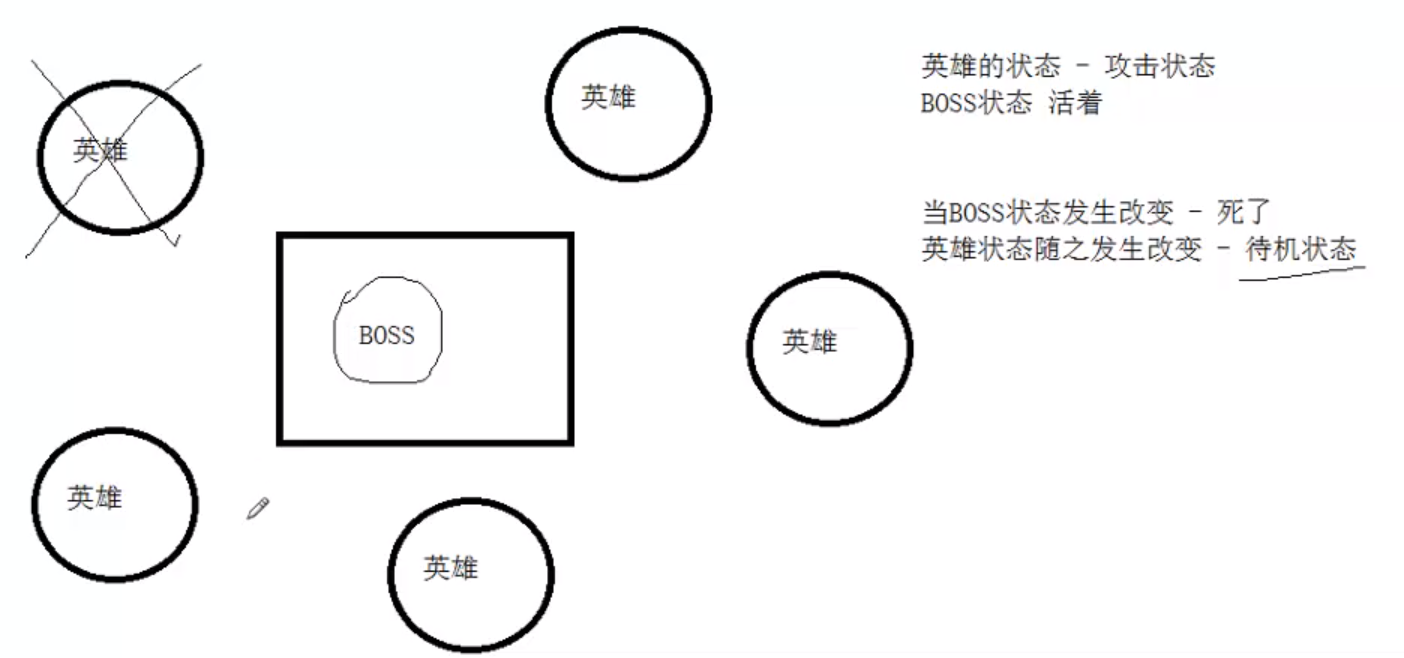 英雄
英雄
英雄的状态 - 攻击状态
BOSS状态 活着
当BOSS状态发生改变 - 死了
英雄状态随之发生改变 - 待机状态
BOSS
英雄
英雄
英雄